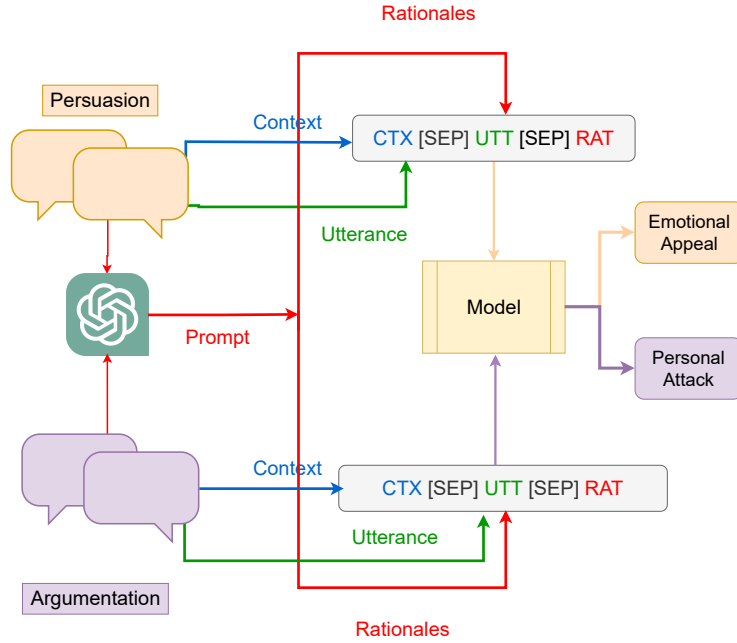 Rationales
Persuasion
Context
CTX [SEP] UTT [SEP] RAT
Utterance
Emotional
Appeal
Model
Prompt
Personal
Attack
Context
CTX [SEP] UTT [SEP] RAT
Utterance
Argumentation
Rationales